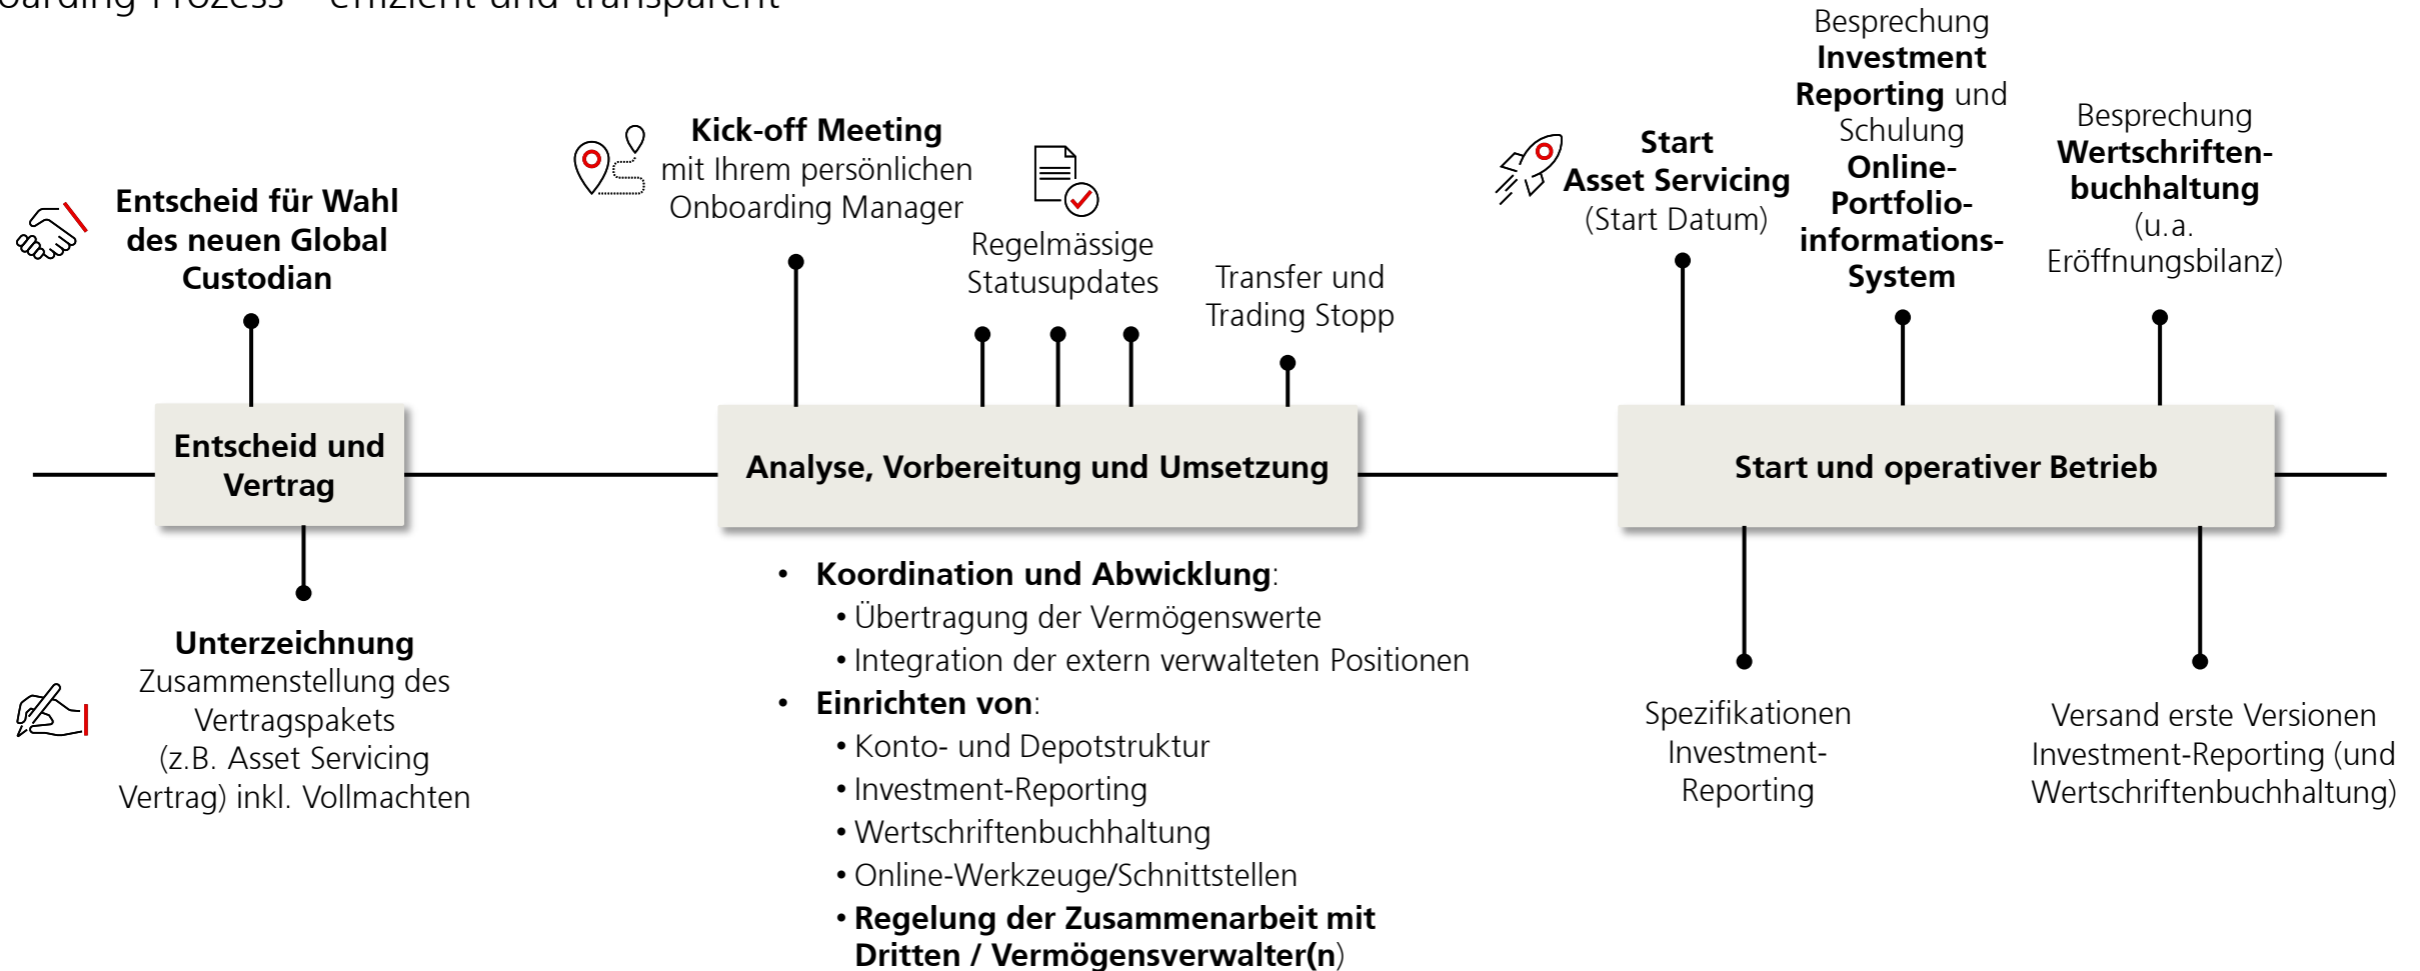 oarding-Prozess – effizient und transparent
Entscheid für Wahl
des neuen Global
Custodian
Kick-off Meeting
mit Ihrem persönlichen
Onboarding Manager
Regelmässige
Statusupdates
Transfer und
Trading Stopp
Start
Asset Servicing
(Start Datum)
Besprechung
Investment
Reporting und
Schulung
Online-
Portfolio-
informations-
System
Besprechung
Wertschriften-
buchhaltung
(u.a.
Eröffnungsbilanz)
Entscheid und
Vertrag
Analyse, Vorbereitung und Umsetzung
Start und operativer Betrieb
Unterzeichnung
Zusammenstellung des
Vertragspakets
(z.B. Asset Servicing
Vertrag) inkl. Vollmachten
• Koordination und Abwicklung:
• Übertragung der Vermögenswerte
• Integration der extern verwalteten Positionen
• Einrichten von:
• Konto- und Depotstruktur
• Investment-Reporting
• Wertschriftenbuchhaltung
• Online-Werkzeuge/Schnittstellen
• Regelung der Zusammenarbeit mit
Dritten / Vermögensverwalter(n)
Spezifikationen
Investment-
Reporting
Versand erste Versionen
Investment-Reporting (und
Wertschriftenbuchhaltung)